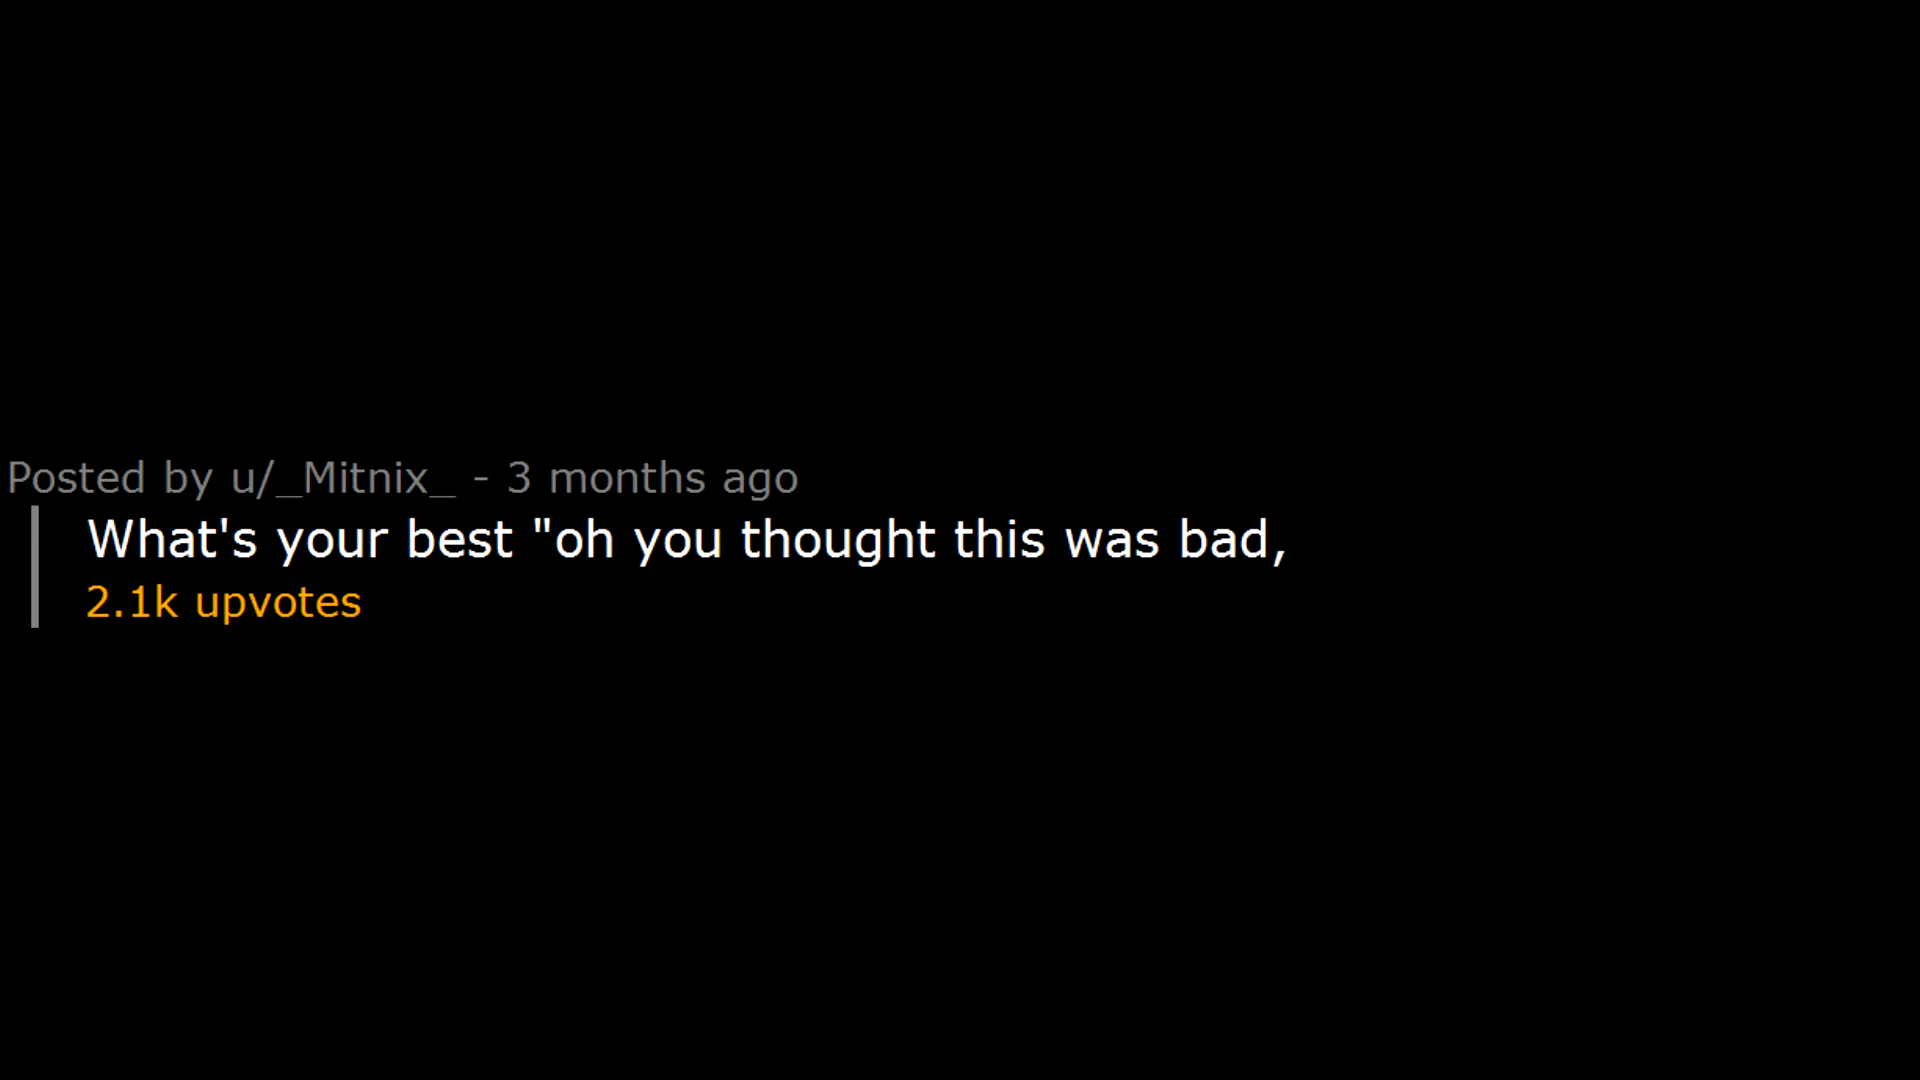 Posted by u/_Mitnix_ - 3 months ago
What's your best "oh you thought this was bad,
2.1k upvotes